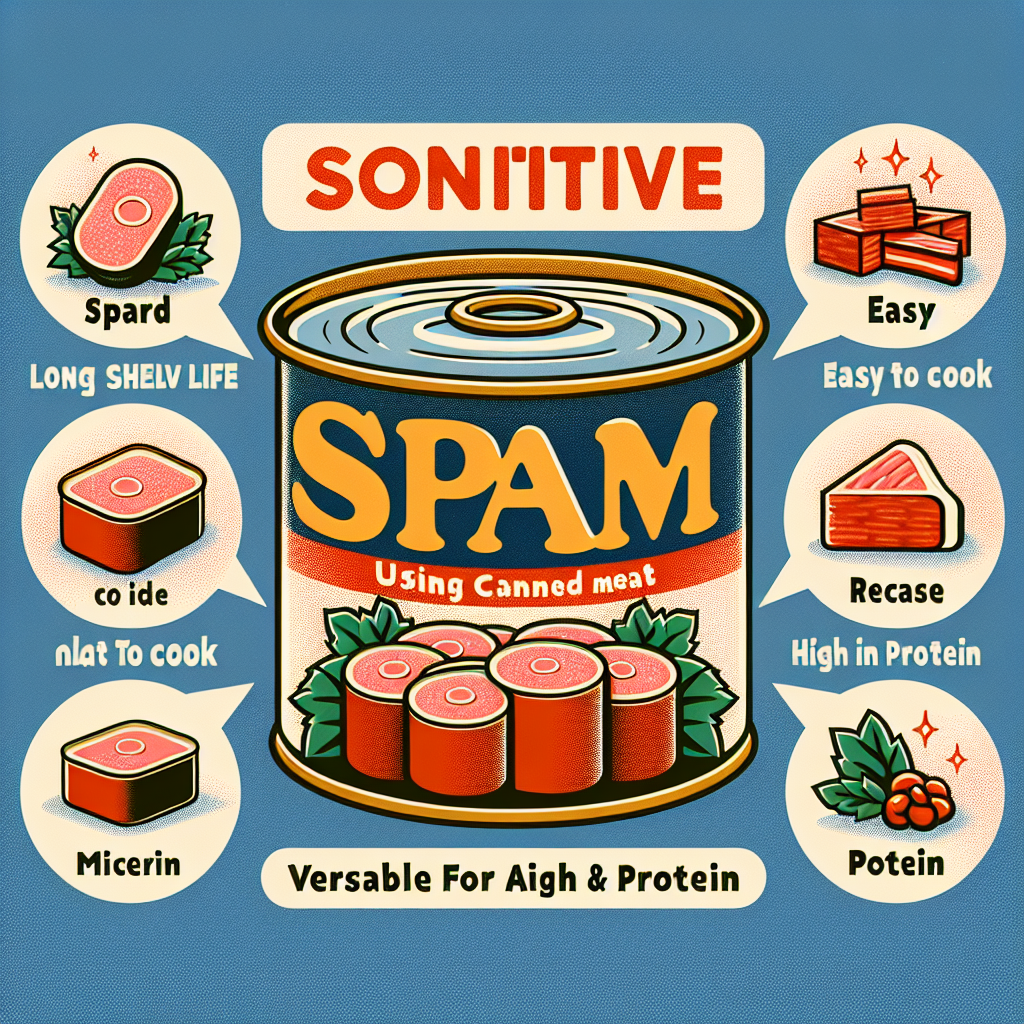 SONITITIVE
Spard
Easy
Long SHELV LIFE
Easy to cook
SPAM
Using Canned meat
co ide
Recase
nlat To cook
High in Protein
Micerin
Potein
Versable For Aigh & Protein